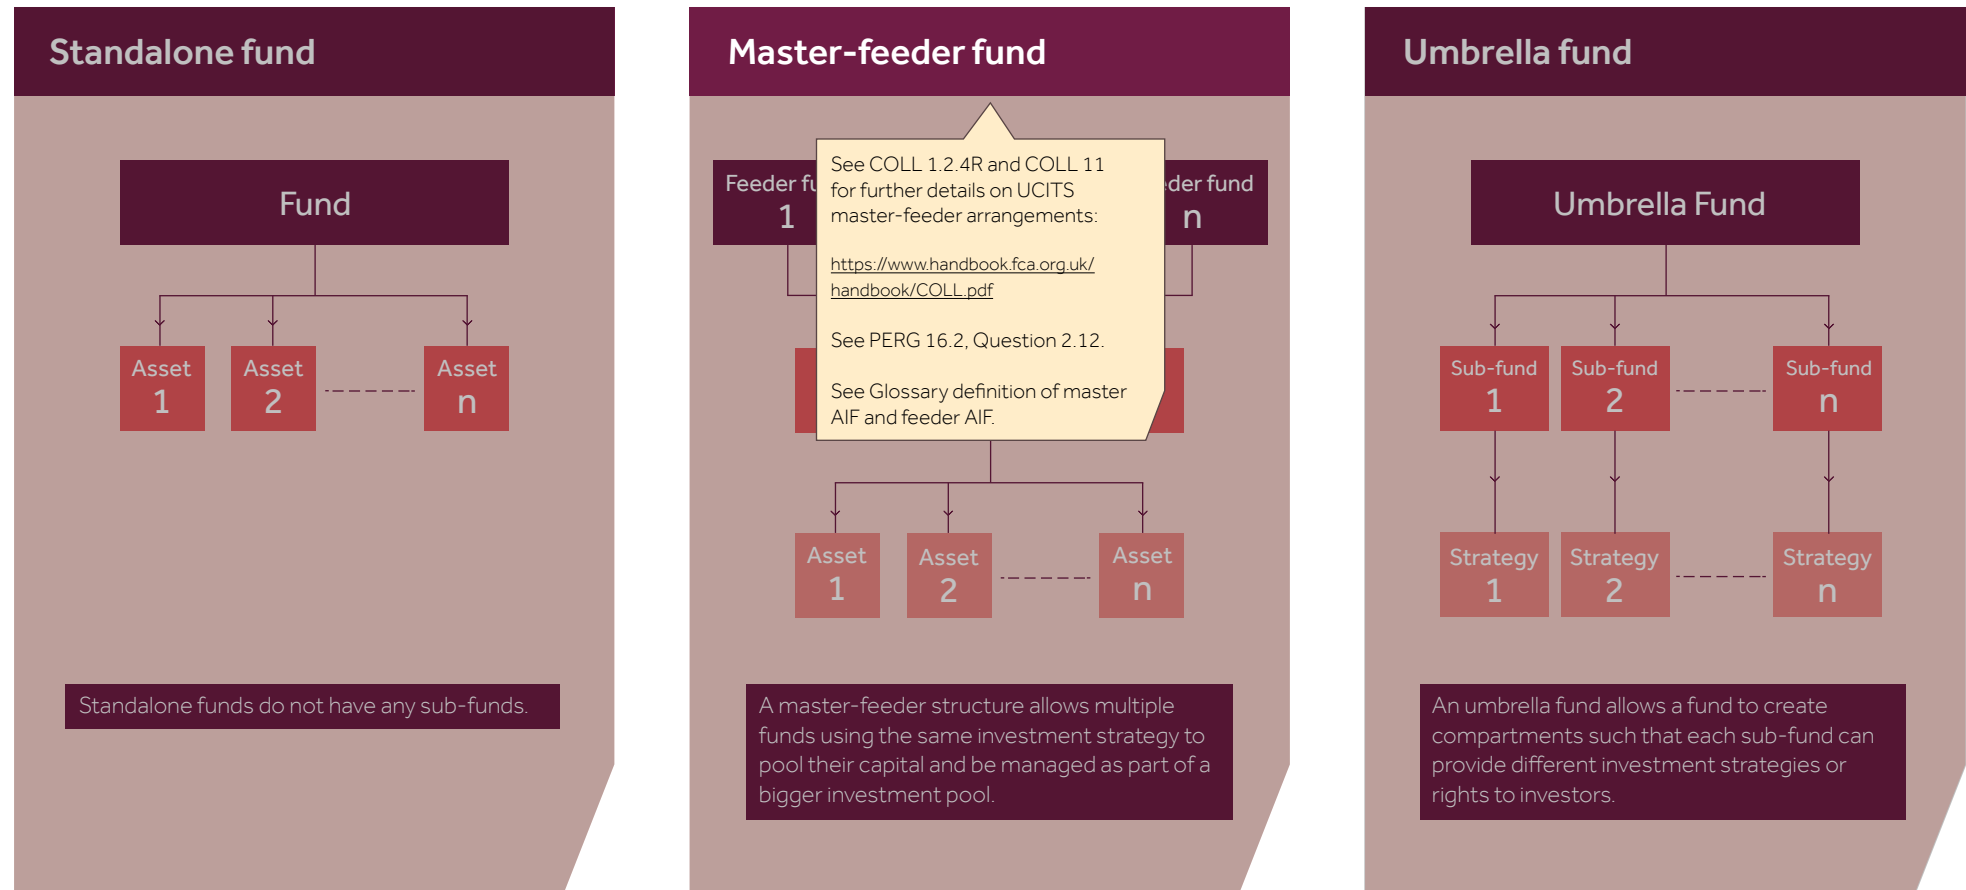 Standalone fund
Fund
Asset
1
Asset
2
Asset
n
Standalone funds do not have any sub-funds.
Master-feeder fund
Feeder
1
fund
n
See COLL 1.2.4R and COLL 11
for further details on UCITS
master-feeder arrangements:
https://www.handbook.fca.org.uk/
handbook/COLL.pdf
See PERG 16.2, Question 2.12.
See Glossary definition of master
AIF and feeder AIF.
Asset
1
Asset
2
Asset
n
A master-feeder structure allows multiple
funds using the same investment strategy to
pool their capital and be managed as part of a
bigger investment pool.
Umbrella fund
Umbrella Fund
Sub-fund
1
Sub-fund
2
Sub-fund
n
Strategy
1
Strategy
2
Strategy
n
An umbrella fund allows a fund to create
compartments such that each sub-fund can
provide different investment strategies or
rights to investors.